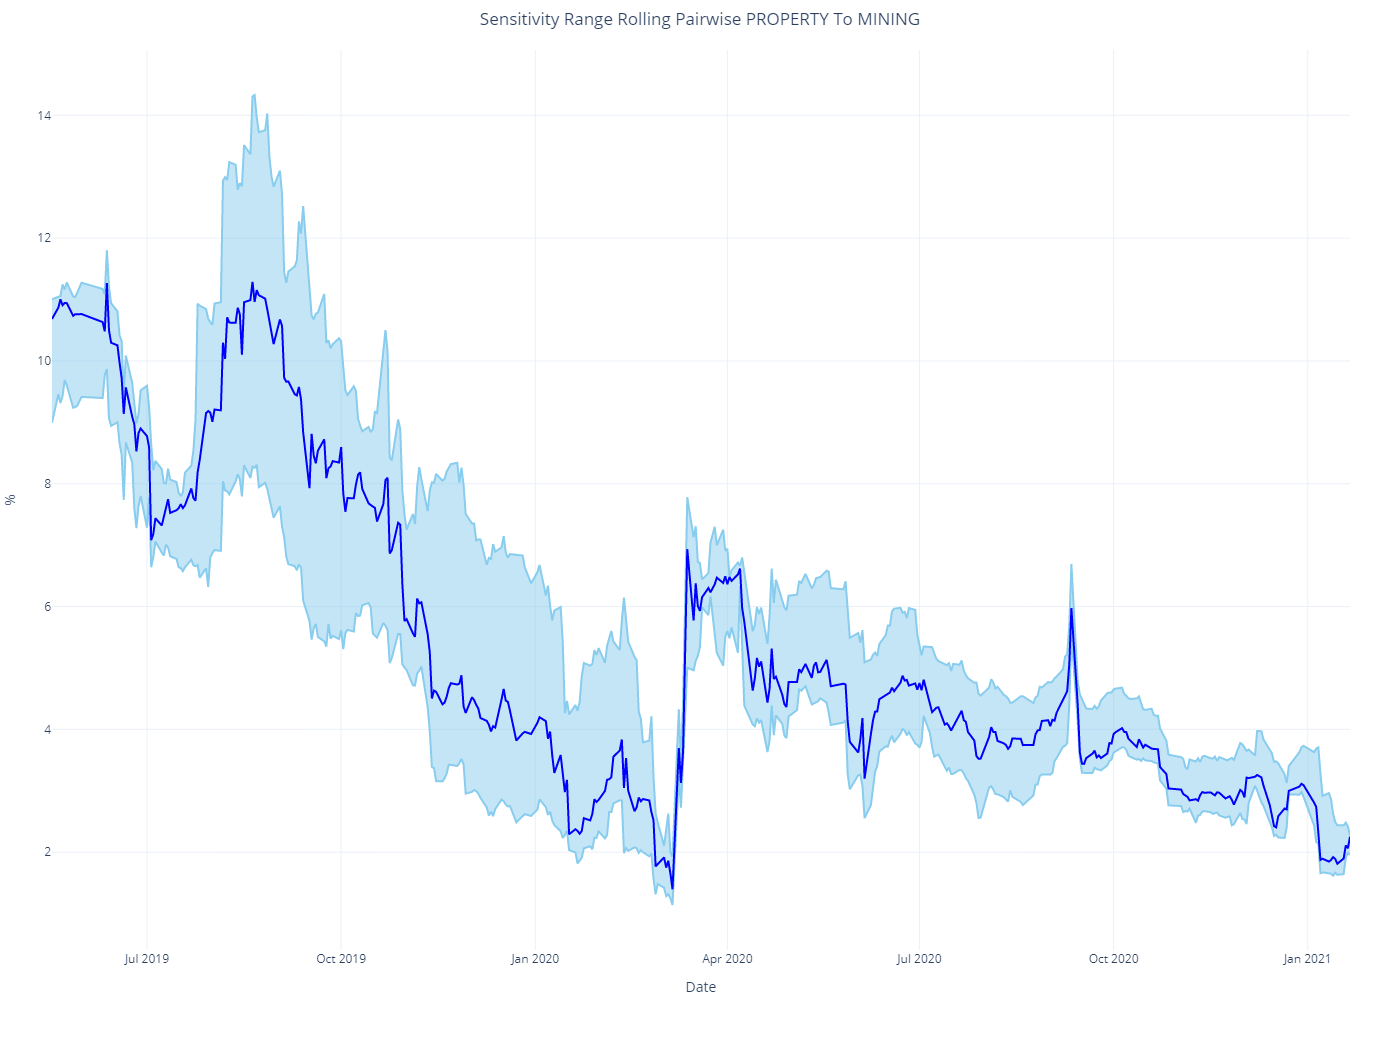 Sensitivity Range Rolling Pairwise PROPERTY To MINING
14
12
10
8
6
4
2
%
Jul 2019
Oct 2019
Jan 2020
Apr 2020
Jul 2020
Oct 2020
Jan 2021
Date